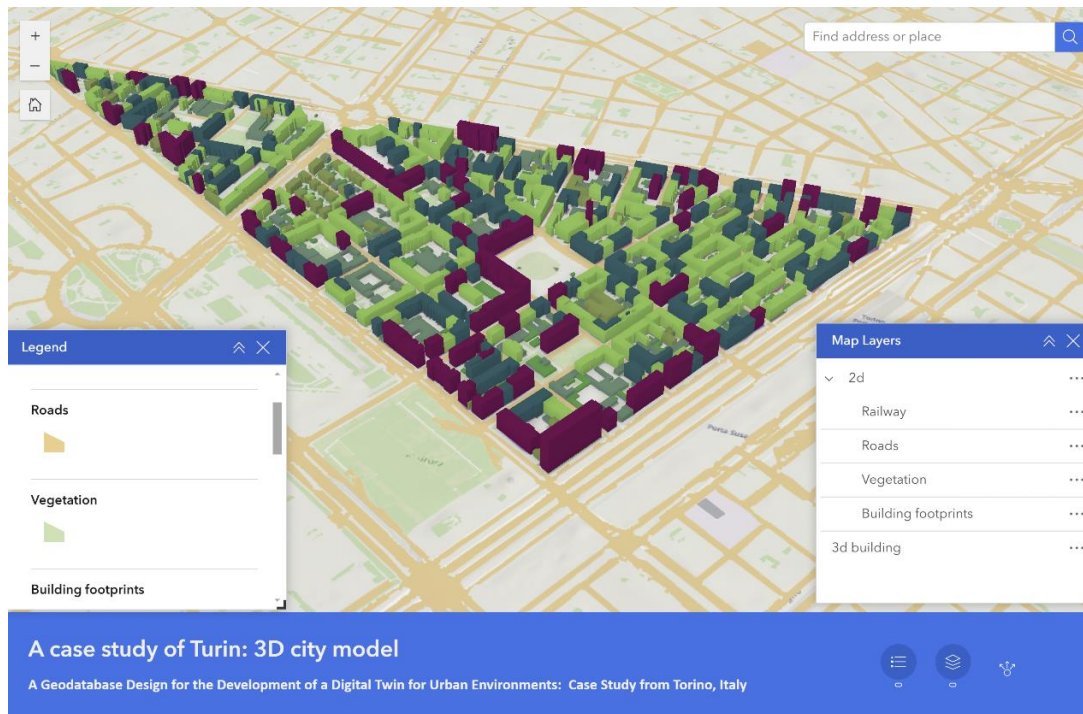 +
−
Find address or place
Legend
Roads
Vegetation
Building footprints
Map Layers
2d
Railway
Roads
Vegetation
Building footprints
3d building
Porta Susa
A case study of Turin: 3D city model
A Geodatabase Design for the Development of a Digital Twin for Urban Environments: Case Study from Torino, Italy